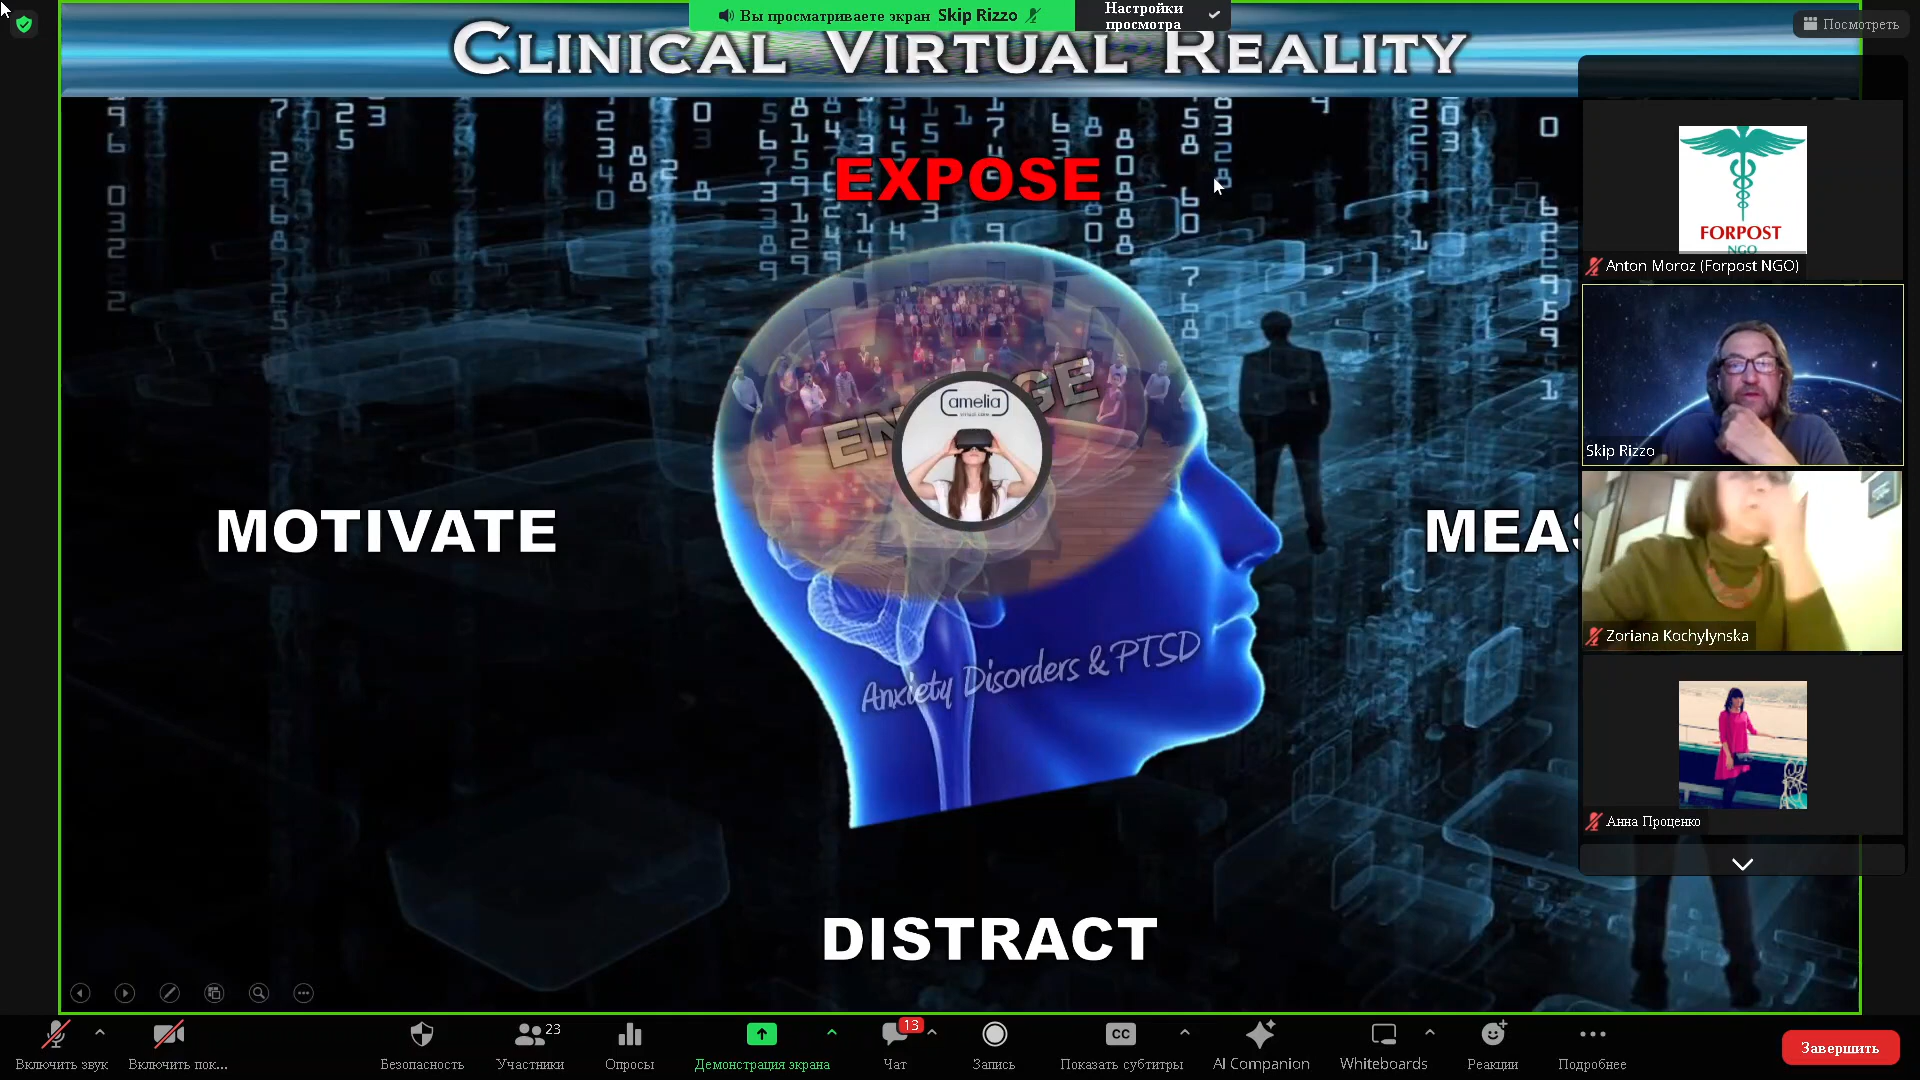 Вы просматриваете экран Skip Rizzo
Настройки просмотра
Посмотреть
CLINICAL VIRTUAL REALITY
EXPOSE
amelia
MOTIVATE
Anxiety Disorders & PTSD
DISTRACT
FORPOST
NGO
Anton Moroz (Forpost NGO)
Skip Rizzo
Zoriana Kochylynska
Анна Проценко
Включить звук
Включить пок...
Безопасность
23
Участники
Опросы
Демонстрация экрана
13
Чат
Запись
CC
Показать субтитры
AI Companion
Whiteboards
Реакции
Подробнее
Завершить